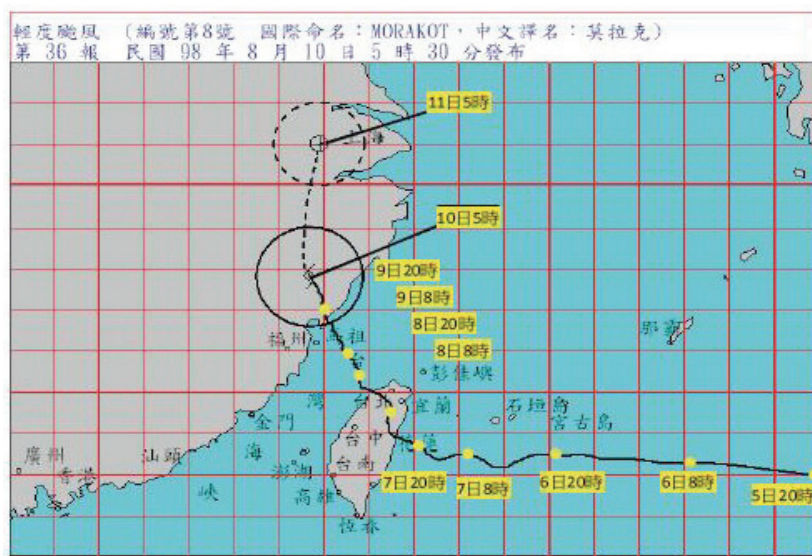 輕度颱風 (編號第8號 國際命名：MORAKOT，中文譯名：莫拉克)
第 36 報 民國 98 年 8 月 10 日 5 時 30 分發布
11日5時
上海
10日5時
9日20時
9日8時
8日20時
8日8時
那霸
福州
馬祖
台
彭佳嶼
灣
台北
宜蘭
石垣島
宮古島
金門
台中
花蓮
廣州
香港
汕頭
海
澎湖
台南
峽
高雄
恆春
7日20時
7日8時
6日20時
6日8時
5日20時